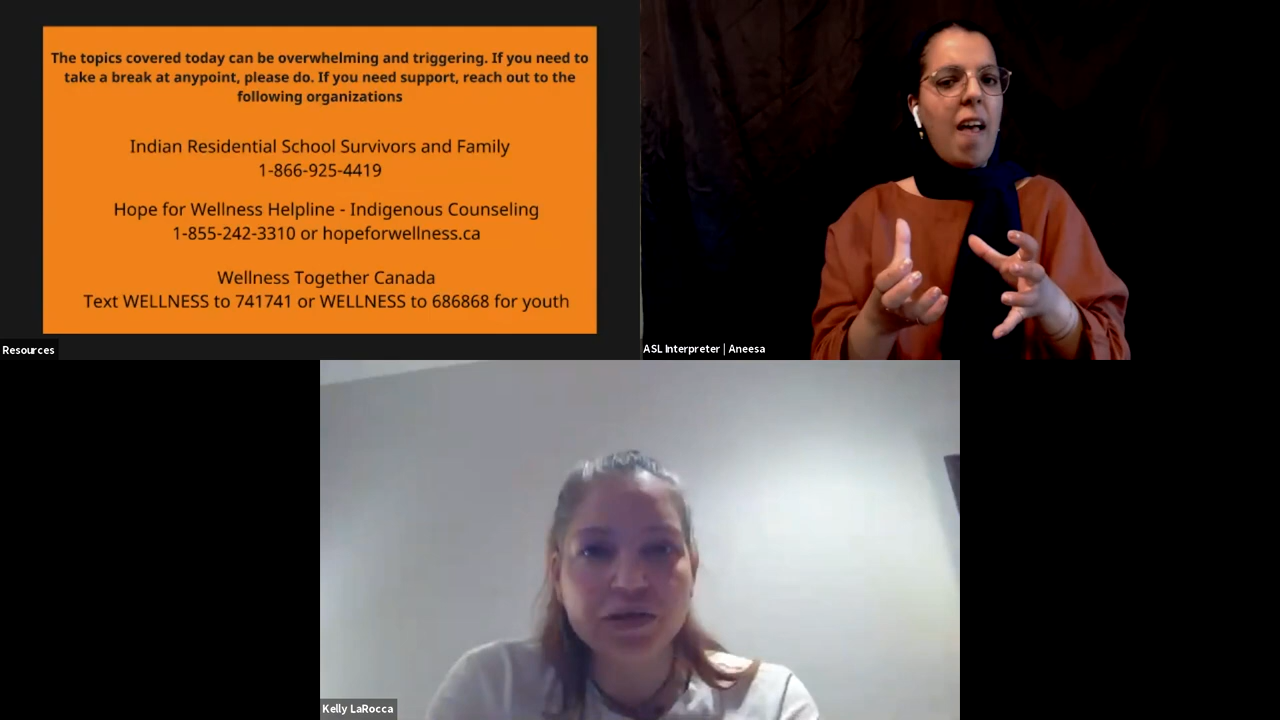 The topics covered today can be overwhelming and triggering. If you need to
take a break at anypoint, please do. If you need support, reach out to the
following organizations
Indian Residential School Survivors and Family
1-866-925-4419
Hope for Wellness Helpline - Indigenous Counseling
1-855-242-3310 or hopeforwellness.ca
Wellness Together Canada
Text WELLNESS to 741741 or WELLNESS to 686868 for youth
Resources
ASL Interpreter | Aneesa
Kelly LaRocca